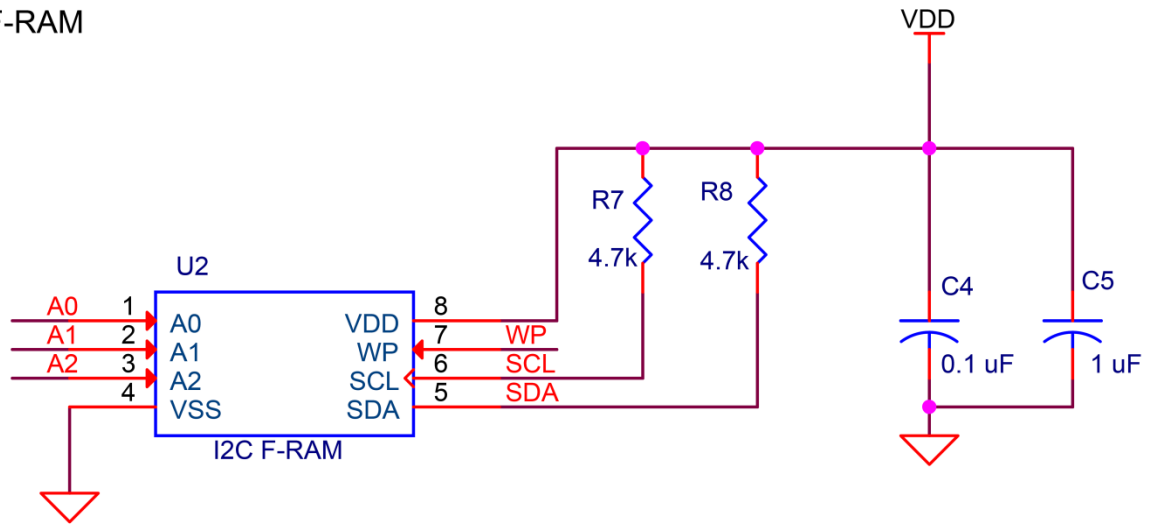 F-RAM
VDD
R7
R8
4.7k
4.7k
U2
C4
C5
A0 1 A0 VDD 8
A1 2 A1 WP 7 WP
A2 3 A2 SCL 6 SCL
4 VSS SDA 5 SDA
0.1 uF
1 uF
I2C F-RAM